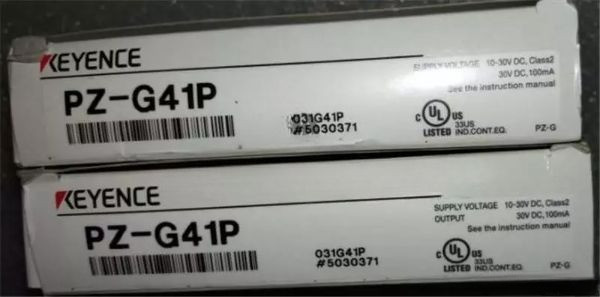 KEYENCE
PZ-G41P
031G41P
#5030371
SUPPLY VOLTAGE 10-30V DC, Class2
30V DC, 100mA
See the instruction manual
C UL US
33US
LISTED IND.CONT.EQ.
PZ-G
KEYENCE
PZ-G41P
031G41P
#5030371
SUPPLY VOLTAGE 10-30V DC, Class2
OUTPUT 30V DC, 100mA
See the instruction manual
C UL US
33US
LISTED IND.CONT.EQ.
PZ-G